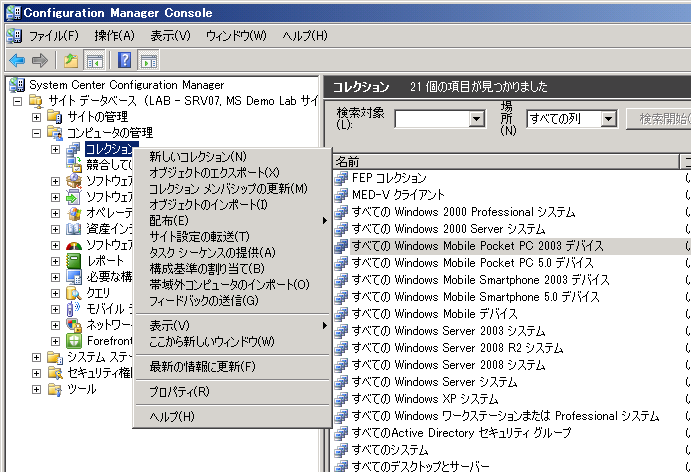 Configuration Manager Console
ファイル(F) 操作(A) 表示(V) ウィンドウ(W) ヘルプ(H)
System Center Configuration Manager
サイト データベース (LAB - SRV07, MS Demo Lab サイ
サイトの管理
コンピュータの管理
コレクション
競合して
ソフトウェア
ソフトウェ
オペレーテ
資産イン
ソフトウェア
レポート
必要な構
クエリ
モバイル
ネットワー
Forefront
システム ステー
セキュリティ権
ツール
新しいコレクション(N)
オブジェクトのエクスポート(X)
コレクション メンバシップの更新(M)
オブジェクトのインポート(I)
配布(E)
サイト設定の転送(T)
タスク シーケンスの提供(A)
構成基準の割り当て(B)
帯域外コンピュータのインポート(O)
フィードバックの送信(G)
表示(V)
ここから新しいウィンドウ(W)
最新の情報に更新(F)
プロパティ(R)
ヘルプ(H)
コレクション 21 個の項目が見つかりました
検索対象(L): 場所(N) すべての列 検索開始(
名前
FEP コレクション
MED-V クライアント
すべての Windows 2000 Professional システム
すべての Windows 2000 Server システム
すべての Windows Mobile Pocket PC 2003 デバイス
すべての Windows Mobile Pocket PC 5.0 デバイス
すべての Windows Mobile Smartphone 2003 デバイス
すべての Windows Mobile Smartphone 5.0 デバイス
すべての Windows Mobile デバイス
すべての Windows Server 2003 システム
すべての Windows Server 2008 R2 システム
すべての Windows Server 2008 システム
すべての Windows Server システム
すべての Windows XP システム
すべての Windows ワークステーションまたは Professional システム
すべてのActive Directory セキュリティ グループ
すべてのシステム
すべてのデスクトップとサーバー